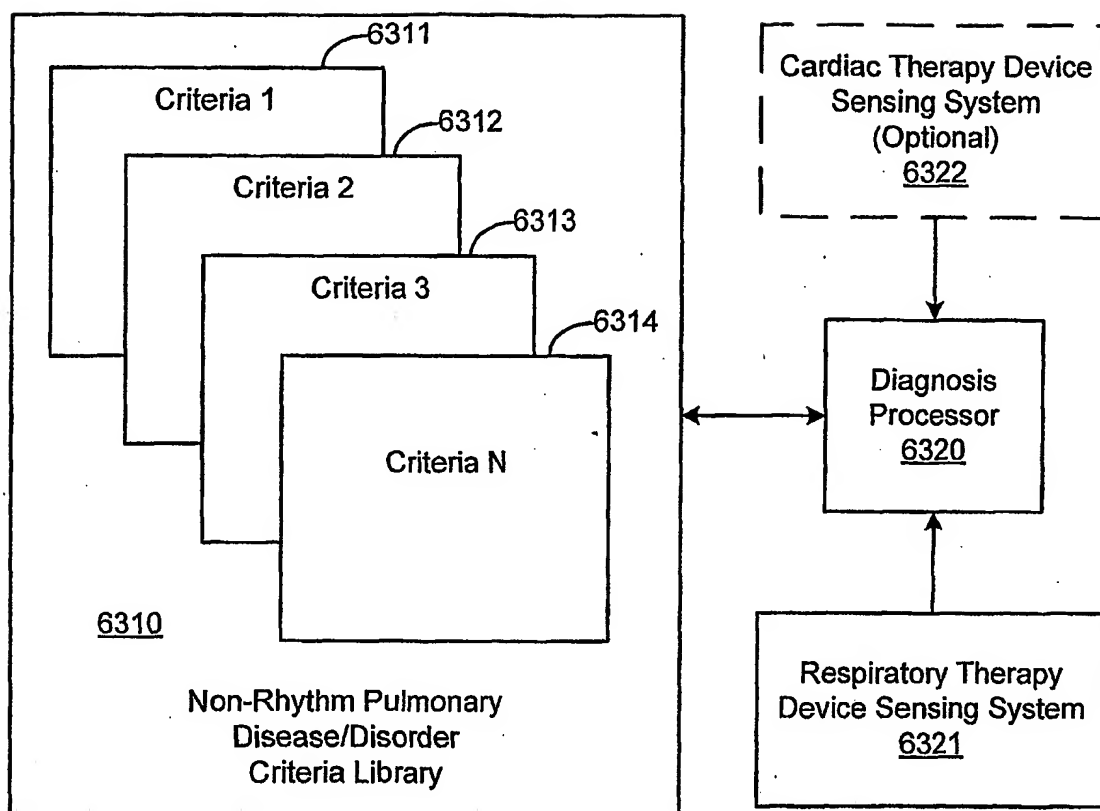 6311
Criteria 1
6312
Criteria 2
6313
Criteria 3
6314
Criteria N
6310
Non-Rhythm Pulmonary
Disease/Disorder
Criteria Library
Cardiac Therapy Device
Sensing System
(Optional)
6322
Diagnosis
Processor
6320
Respiratory Therapy
Device Sensing System
6321